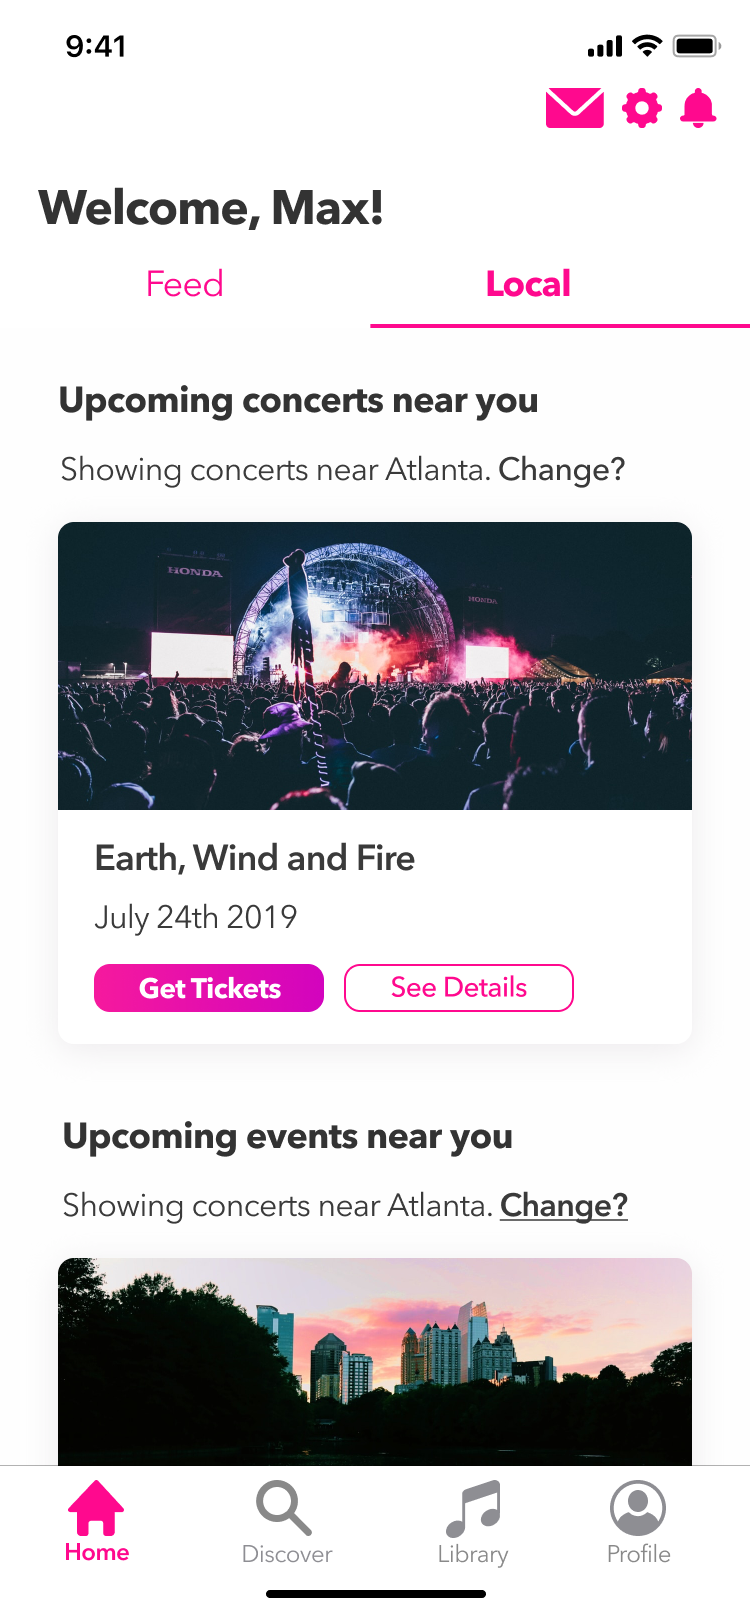 9:41
Welcome, Max!
Feed Local
Upcoming concerts near you
Showing concerts near Atlanta. Change?
HONDA
HONDA
Earth, Wind and Fire
July 24th 2019
Get Tickets See Details
Upcoming events near you
Showing concerts near Atlanta. Change?
Home Discover Library Profile